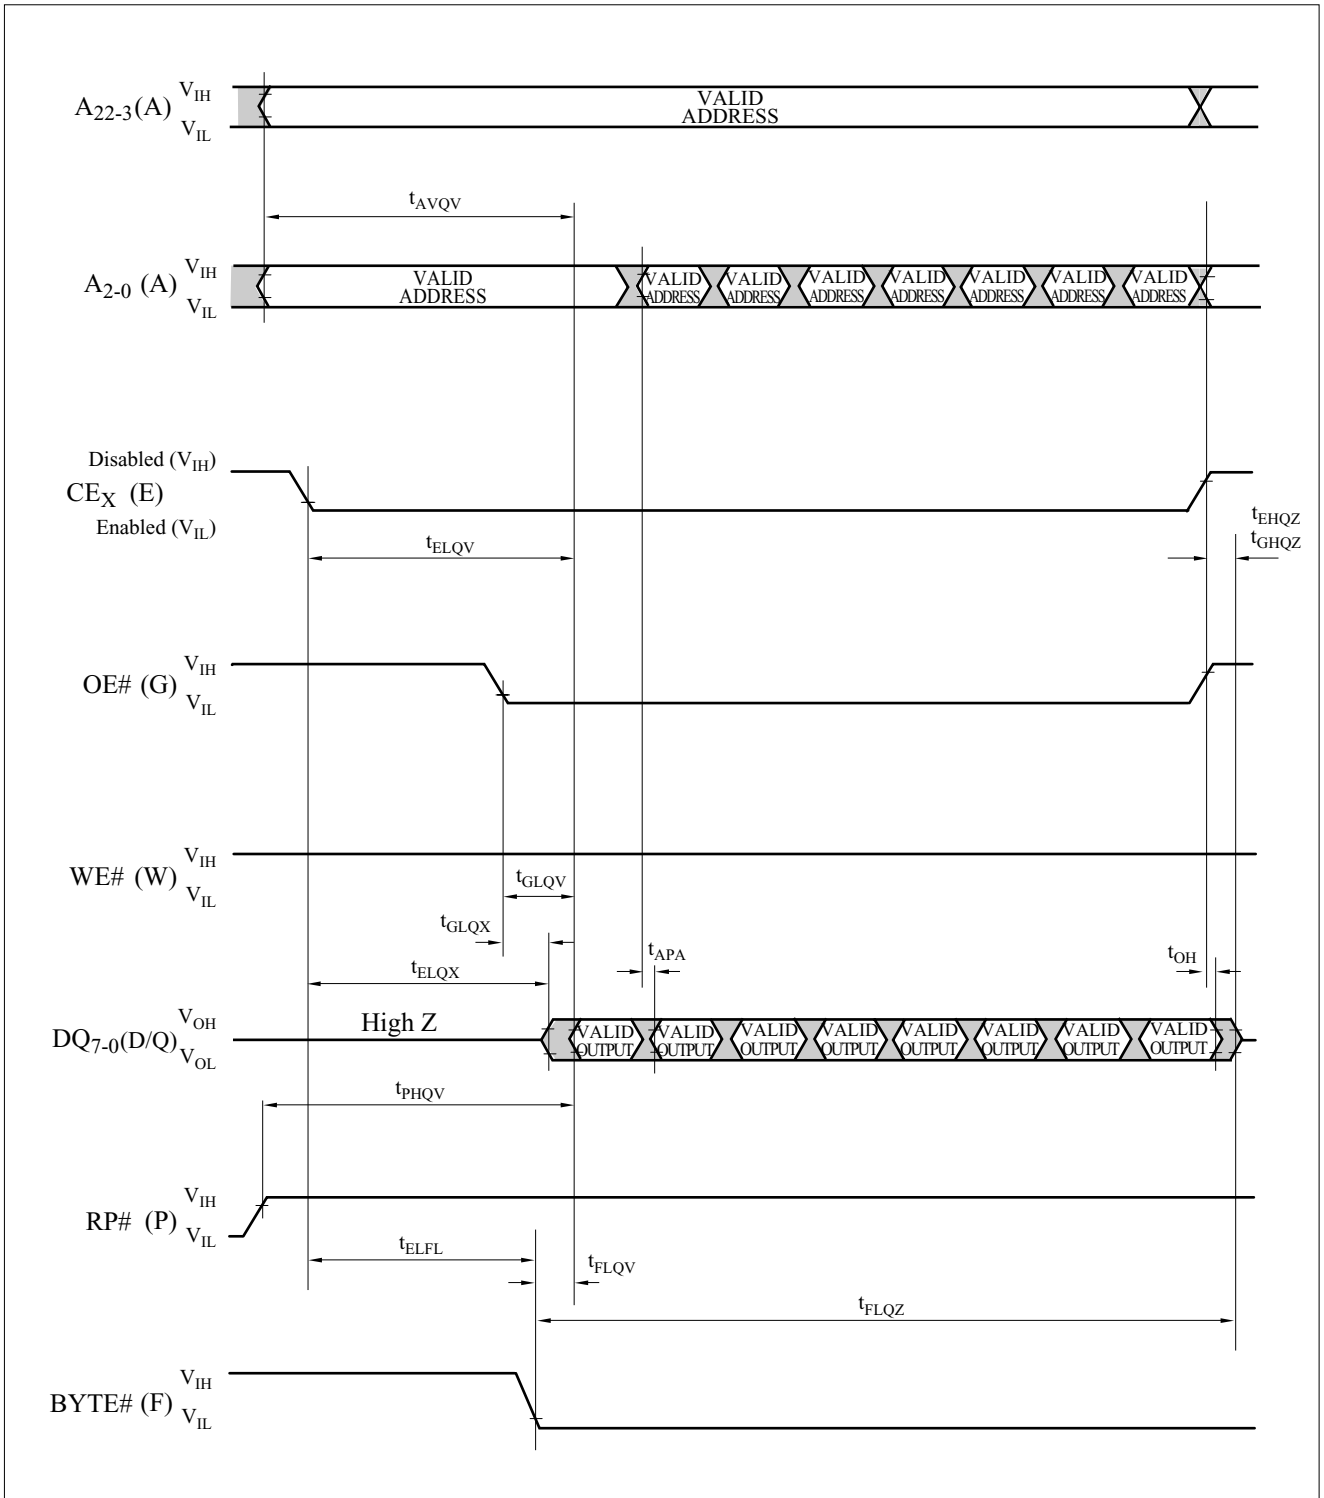 A22-3(A) VIH VIL VALID ADDRESS
tAVQV
A2-0 (A) VIH VIL VALID ADDRESS VALID ADDRESS VALID ADDRESS VALID ADDRESS VALID ADDRESS VALID ADDRESS VALID ADDRESS VALID ADDRESS
Disabled (VIH)
CEX (E)
Enabled (VIL)
tELQV
tEHQZ
tGHQZ
OE# (G) VIH VIL
WE# (W) VIH VIL
tGLQV
tGLQX
tELQX
tAPA
tOH
DQ7-0(D/Q) VOH VOL High Z VALID OUTPUT VALID OUTPUT VALID OUTPUT VALID OUTPUT VALID OUTPUT VALID OUTPUT VALID OUTPUT VALID OUTPUT
tPHQV
RP# (P) VIH VIL
tELFL
tFLQV
tFLQZ
BYTE# (F) VIH VIL